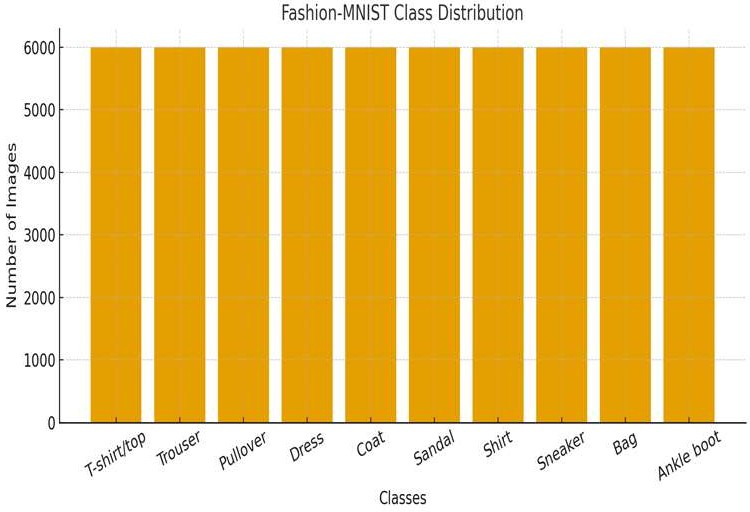 Fashion-MNIST Class Distribution
Number of Images
6000
5000
4000
3000
2000
1000
0
T-shirt/top
Trouser
Pullover
Dress
Coat
Sandal
Shirt
Sneaker
Bag
Ankle boot
Classes